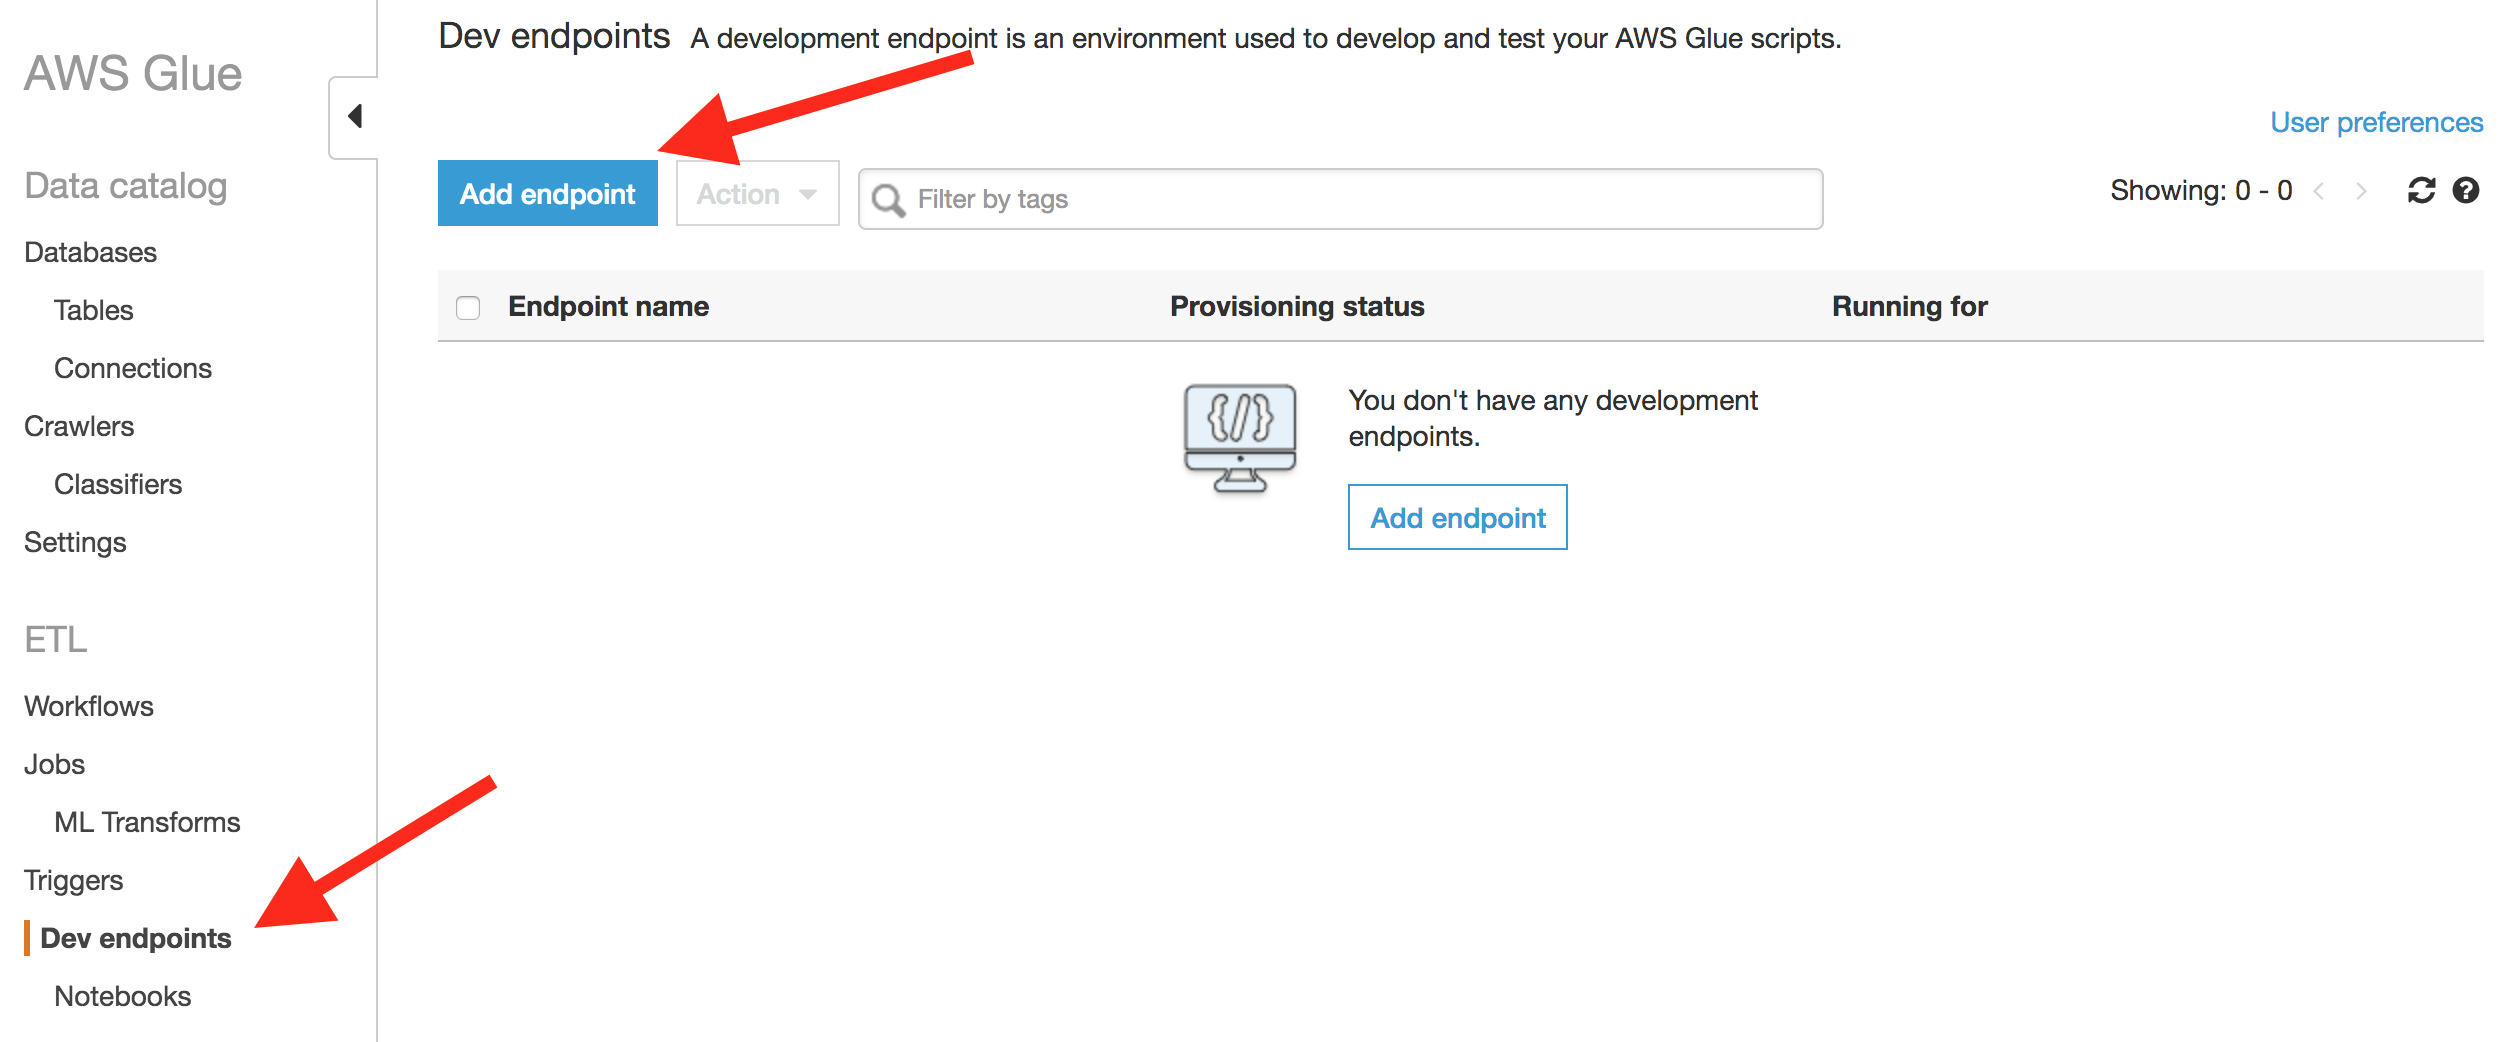 AWS Glue
Data catalog
Databases
Tables
Connections
Crawlers
Classifiers
Settings
ETL
Workflows
Jobs
ML Transforms
Triggers
Dev endpoints
Notebooks
Dev endpoints A development endpoint is an environment used to develop and test your AWS Glue scripts.
User preferences
Add endpoint Action Filter by tags Showing: 0 - 0
Endpoint name Provisioning status Running for
You don't have any development
endpoints.
Add endpoint